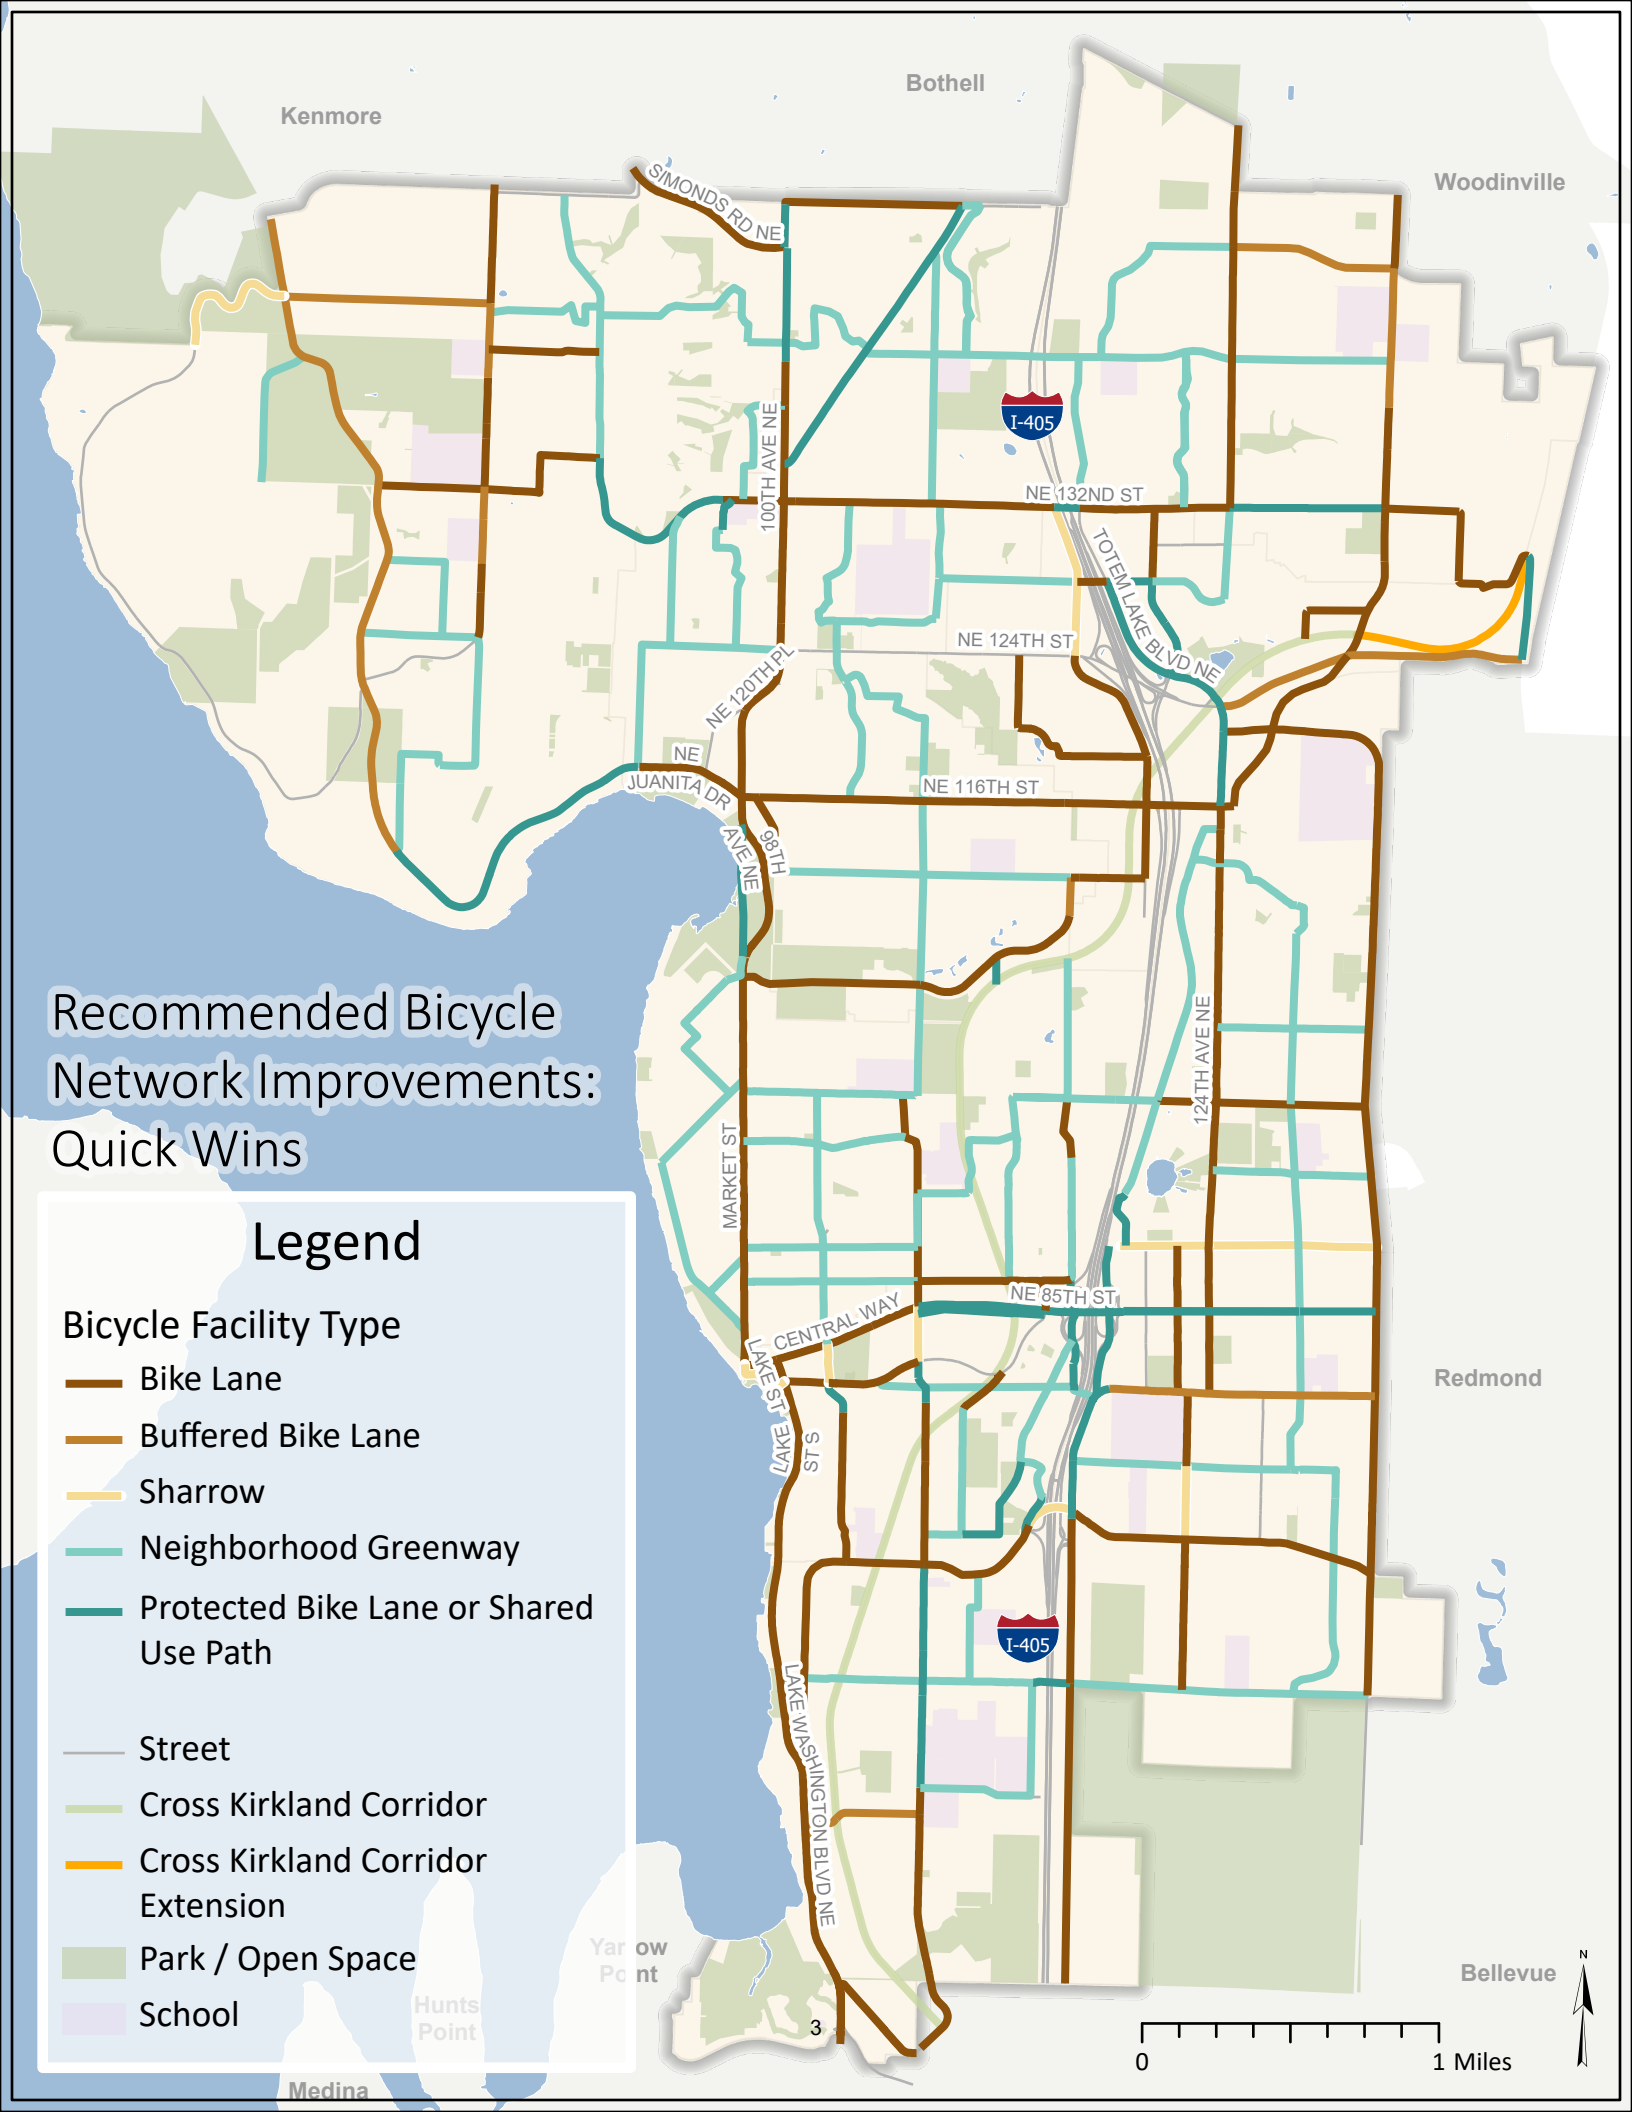 Bothell
Kenmore
Woodinville
SIMONDS RD NE
I-405
100TH AVE NE
NE 132ND ST
TOTEM LAKE BLVD NE
NE 124TH ST
NE 120TH PL
NE
JUANITA DR
NE 116TH ST
98TH
AVE NE
Recommended Bicycle
Network Improvements:
Quick Wins
124TH AVE NE
MARKET ST
NE 85TH ST
CENTRAL WAY
LAKE ST
LAKE
ST S
Redmond
I-405
LAKE WASHINGTON BLVD NE
Legend
Bicycle Facility Type
Bike Lane
Buffered Bike Lane
Sharrow
Neighborhood Greenway
Protected Bike Lane or Shared
Use Path
Street
Cross Kirkland Corridor
Cross Kirkland Corridor
Extension
Park / Open Space
School
Yarrow
Point
Hunts
Point
Medina
Bellevue
N
3
0
1 Miles